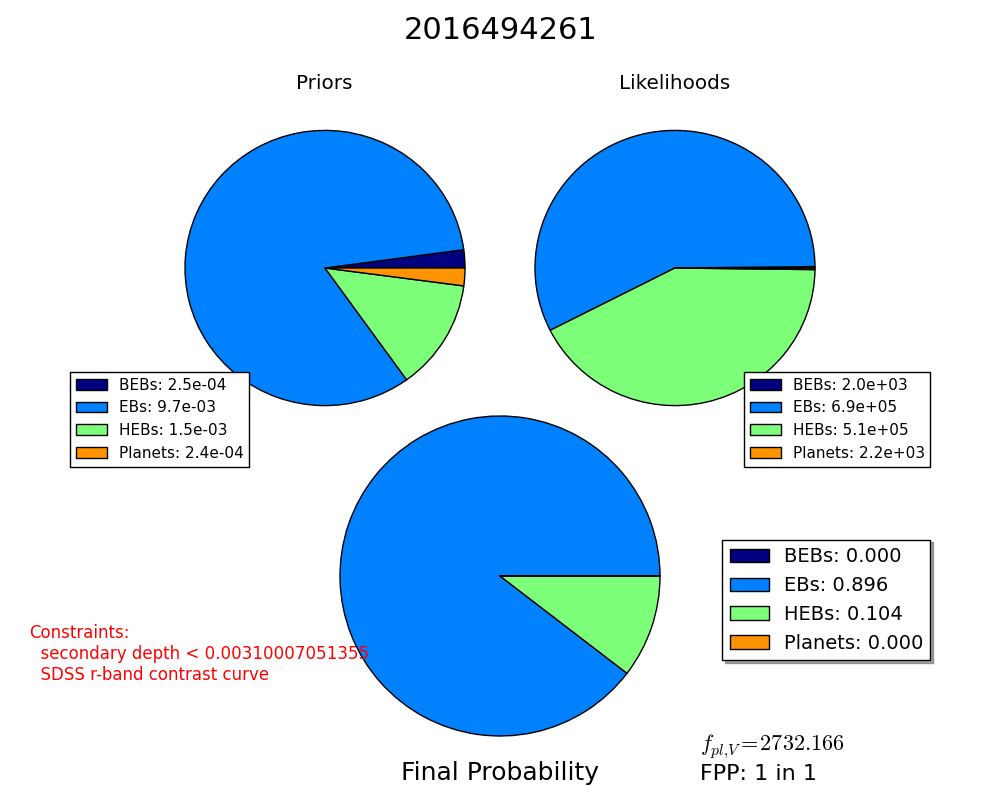 2016494261
Priors
Likelihoods
BEBs: 2.5e-04
EBs: 9.7e-03
HEBs: 1.5e-03
Planets: 2.4e-04
BEBs: 2.0e+03
EBs: 6.9e+05
HEBs: 5.1e+05
Planets: 2.2e+03
BEBs: 0.000
EBs: 0.896
HEBs: 0.104
Planets: 0.000
Constraints:
secondary depth < 0.00310007051355
SDSS r-band contrast curve
f_{pl,V}=2732.166
Final Probability
FPP: 1 in 1